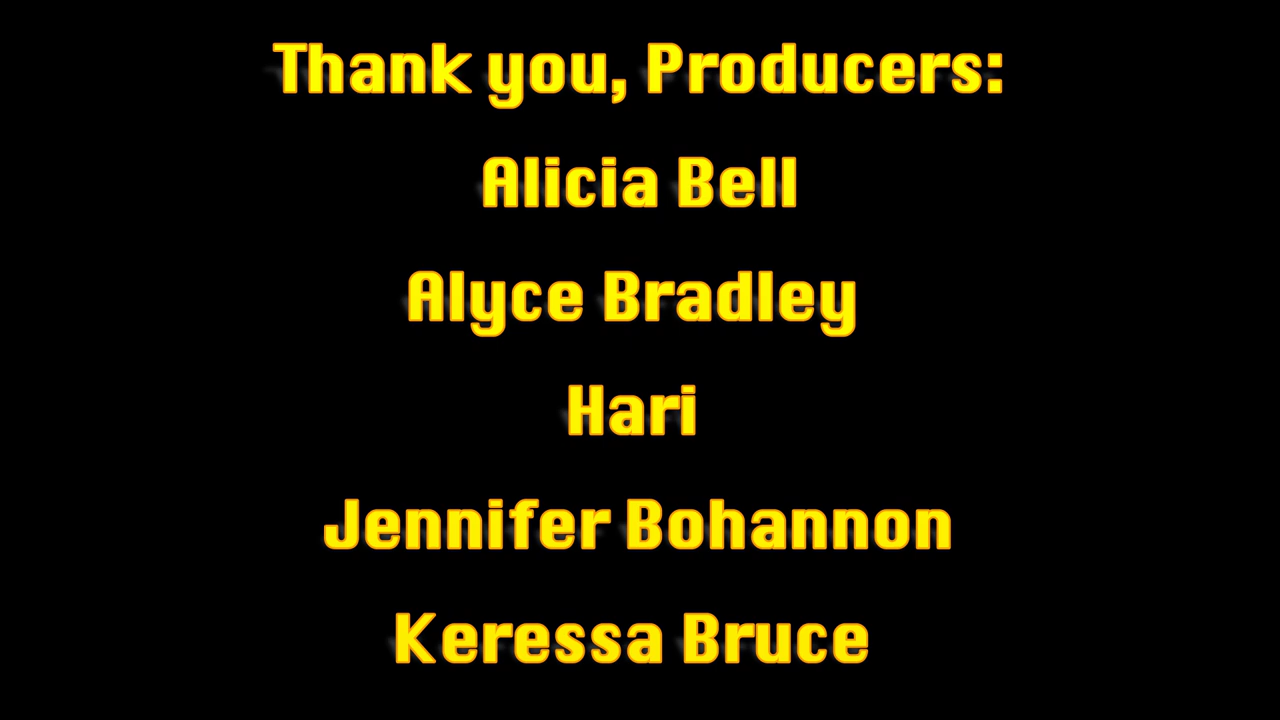 Thank you, Producers:
Alicia Bell
Alyce Bradley
Hari
Jennifer Bohannon
Keressa Bruce